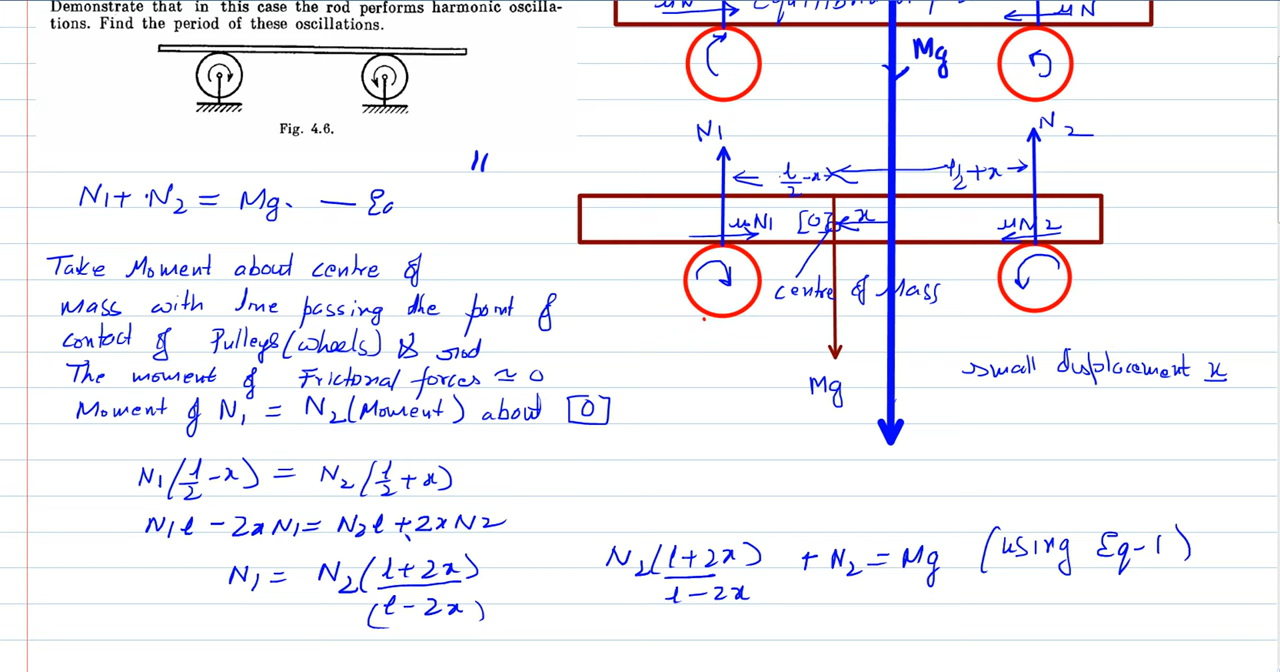 Demonstrate that in this case the rod performs harmonic oscilla-
tions. Find the period of these oscillations.
Fig. 4.6.
μN
μN
Mg
N1
N2
l/2 - x
l/2 + x
μN1 [0] x
μN2
centre of Mass
Mg
small displacement x
"
N1 + N2 = Mg. — Eq
Take Moment about centre of
mass with line passing the point of
contact of Pulleys (wheels) & rod
The moment of Frictional forces ≈ 0
Moment of N1 = N2 (Moment) about [0]
N1 (l/2 - x) = N2 (l/2 + x)
N1l - 2xN1 = N2l + 2xN2
N1 = N2 (l + 2x)/(l - 2x)
N2 (l + 2x)/l - 2x + N2 = Mg (using Eq-1)